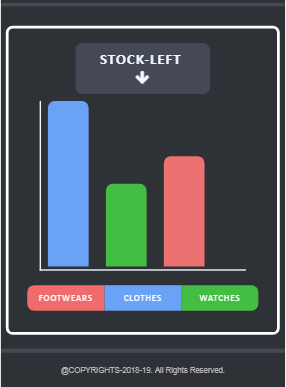 STOCK-LEFT
FOOTWEARS CLOTHES WATCHES
@COPYRIGHTS-2018-19. All Rights Reserved.